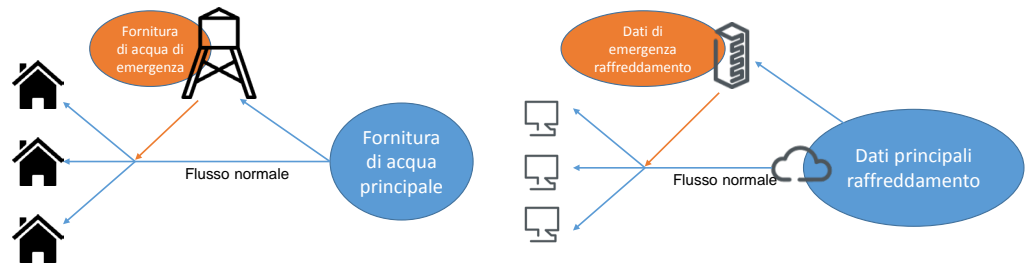 Fornitura
di acqua di
emergenza
Fornitura
di acqua
principale
Flusso normale
Dati di
emergenza
raffreddamento
Dati principali
raffreddamento
Flusso normale